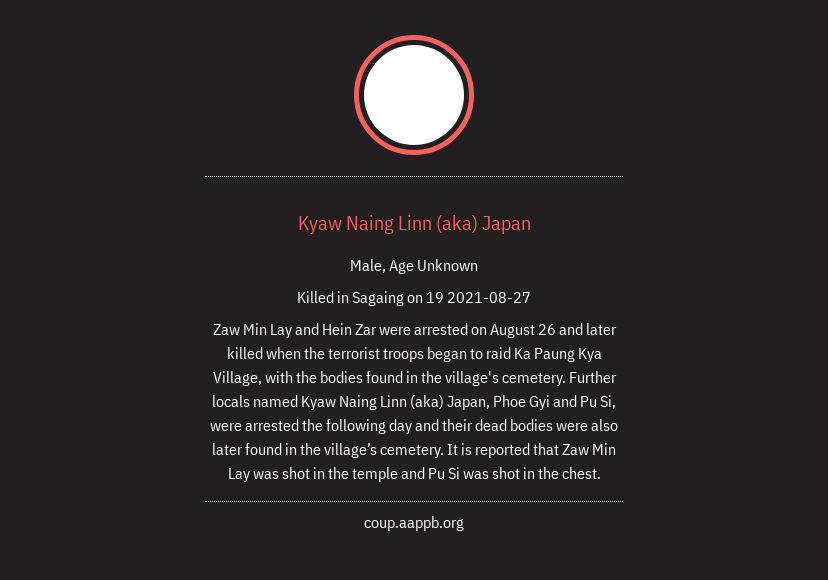 Kyaw Naing Linn (aka) Japan
Male, Age Unknown
Killed in Sagaing on 19 2021-08-27
Zaw Min Lay and Hein Zar were arrested on August 26 and later
killed when the terrorist troops began to raid Ka Paung Kya
Village, with the bodies found in the village's cemetery. Further
locals named Kyaw Naing Linn (aka) Japan, Phoe Gyi and Pu Si,
were arrested the following day and their dead bodies were also
later found in the village’s cemetery. It is reported that Zaw Min
Lay was shot in the temple and Pu Si was shot in the chest.
coup.aappb.org